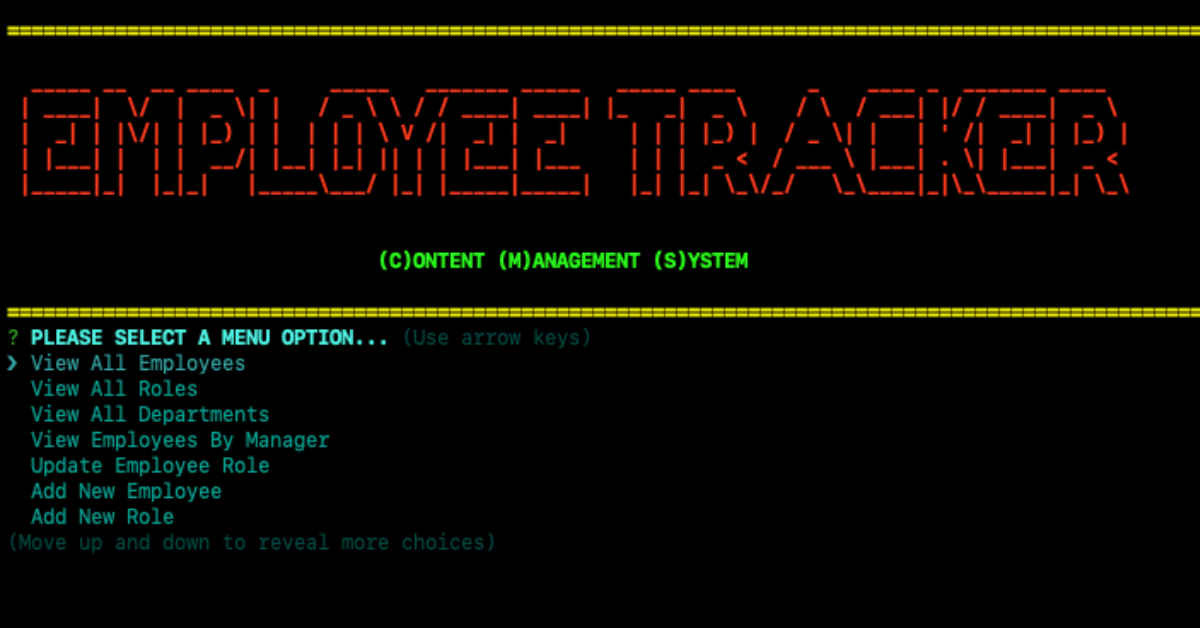 EMPLOYEE TRACKER
(C)ONTENT (M)ANAGEMENT (S)YSTEM
? PLEASE SELECT A MENU OPTION... (Use arrow keys)
❯ View All Employees
View All Roles
View All Departments
View Employees By Manager
Update Employee Role
Add New Employee
Add New Role
(Move up and down to reveal more choices)